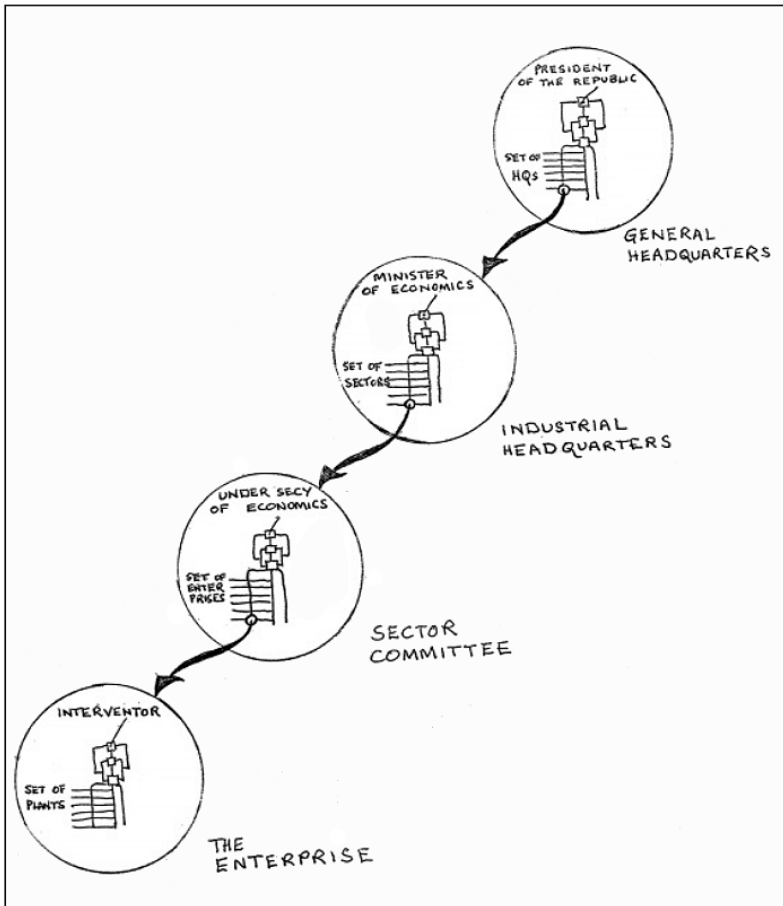 PRESIDENT
OF THE REPUBLIC
SET OF
HQs
GENERAL
HEADQUARTERS
MINISTER
OF ECONOMICS
SET OF
SECTORS
INDUSTRIAL
HEADQUARTERS
UNDER SECY
OF ECONOMICS
SET OF
ENTER
PRISES
SECTOR
COMMITTEE
INTERVENTOR
SET OF
PLANTS
THE
ENTERPRISE